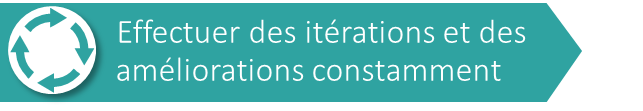 Effectuer des itérations et des
améliorations constamment